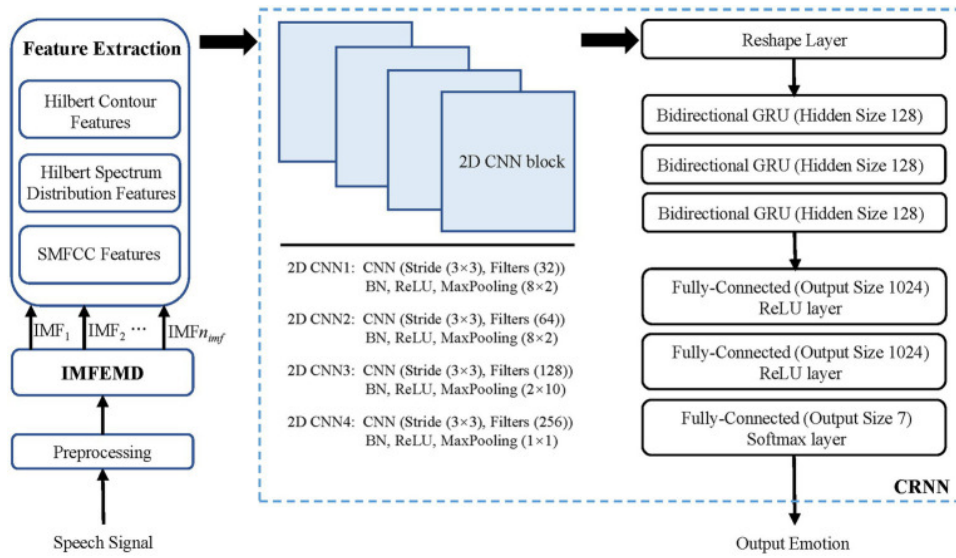 Feature Extraction
Hilbert Contour
Features
Hilbert Spectrum
Distribution Features
SMFCC Features
IMF₁ IMF₂ ··· IMFn_imf
IMFEMD
Preprocessing
Speech Signal
2D CNN block
2D CNN1: CNN (Stride (3×3), Filters (32))
BN, ReLU, MaxPooling (8×2)
2D CNN2: CNN (Stride (3×3), Filters (64))
BN, ReLU, MaxPooling (8×2)
2D CNN3: CNN (Stride (3×3), Filters (128))
BN, ReLU, MaxPooling (2×10)
2D CNN4: CNN (Stride (3×3), Filters (256))
BN, ReLU, MaxPooling (1×1)
Reshape Layer
Bidirectional GRU (Hidden Size 128)
Bidirectional GRU (Hidden Size 128)
Bidirectional GRU (Hidden Size 128)
Fully-Connected (Output Size 1024)
ReLU layer
Fully-Connected (Output Size 1024)
ReLU layer
Fully-Connected (Output Size 7)
Softmax layer
CRNN
Output Emotion